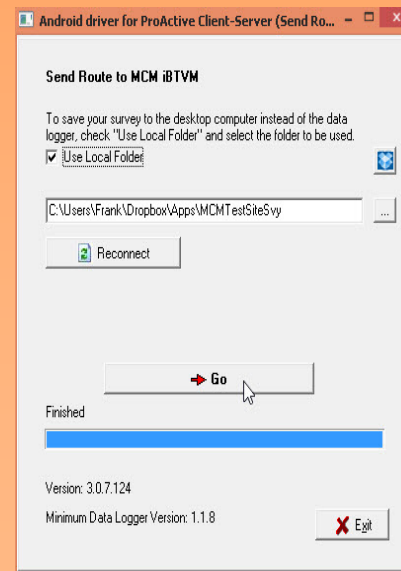 Android driver for ProActive Client-Server (Send Ro...
Send Route to MCM iBTVM
To save your survey to the desktop computer instead of the data
logger, check "Use Local Folder" and select the folder to be used.
Use Local Folder
C:\Users\Frank\Dropbox\Apps\MCMTestSiteSvy
...
Reconnect
Go
Finished
Version: 3.0.7.124
Minimum Data Logger Version: 1.1.8
Exit